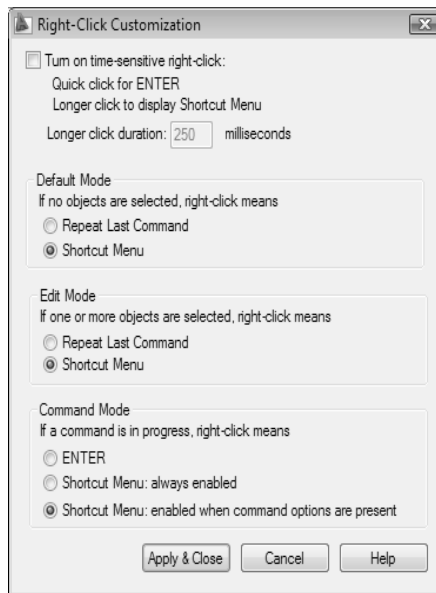 Right-Click Customization
Turn on time-sensitive right-click:
Quick click for ENTER
Longer click to display Shortcut Menu
Longer click duration: 250 milliseconds
Default Mode
If no objects are selected, right-click means
Repeat Last Command
Shortcut Menu
Edit Mode
If one or more objects are selected, right-click means
Repeat Last Command
Shortcut Menu
Command Mode
If a command is in progress, right-click means
ENTER
Shortcut Menu: always enabled
Shortcut Menu: enabled when command options are present
Apply & Close Cancel Help